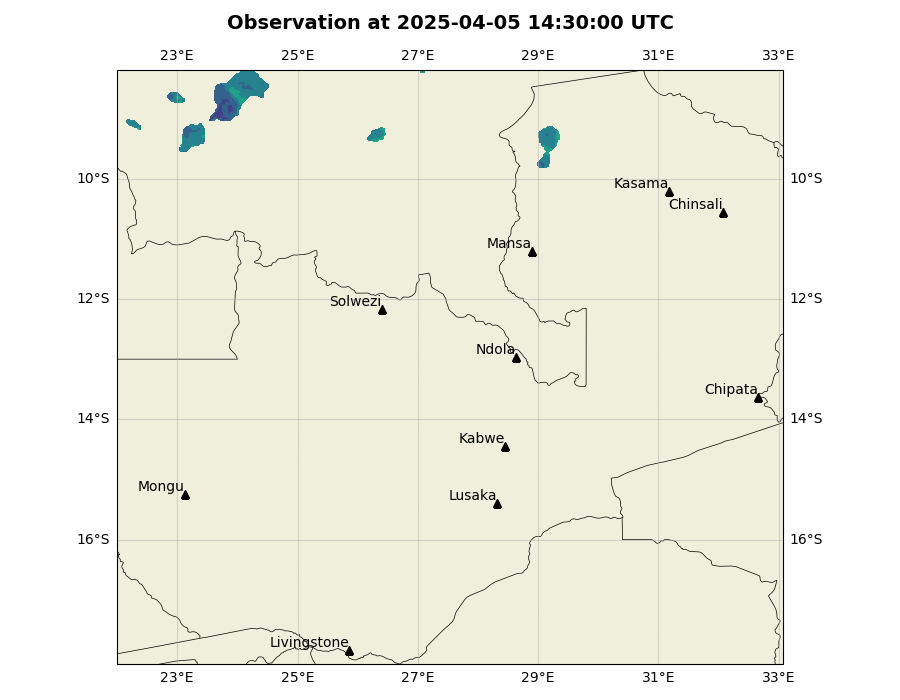 Observation at 2025-04-05 14:30:00 UTC
23°E 25°E 27°E 29°E 31°E 33°E
10°S 10°S
Kasama
Chinsali
Mansa
12°S 12°S
Solwezi
Ndola
Chipata
14°S 14°S
Kabwe
Mongu
Lusaka
16°S 16°S
Livingstone
23°E 25°E 27°E 29°E 31°E 33°E